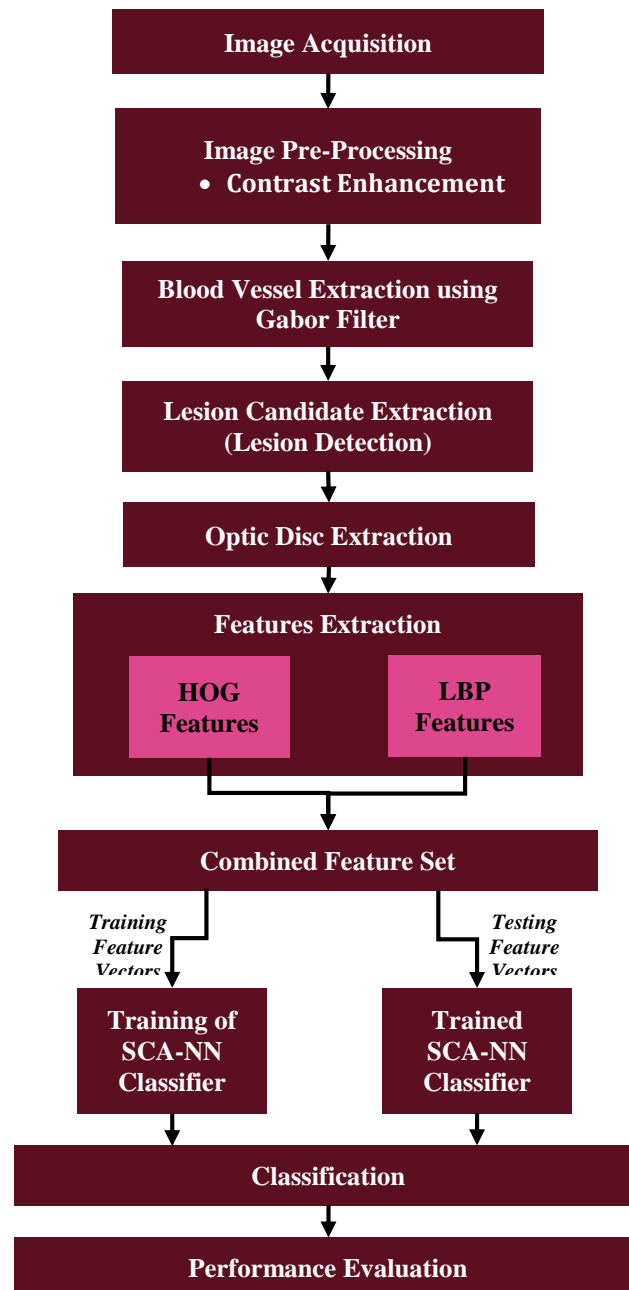 Image Acquisition
Image Pre-Processing
• Contrast Enhancement
Blood Vessel Extraction using
Gabor Filter
Lesion Candidate Extraction
(Lesion Detection)
Optic Disc Extraction
Features Extraction
HOG
Features
LBP
Features
Combined Feature Set
Training
Feature
Vectors
Testing
Feature
Vectors
Training of
SCA-NN
Classifier
Trained
SCA-NN
Classifier
Classification
Performance Evaluation